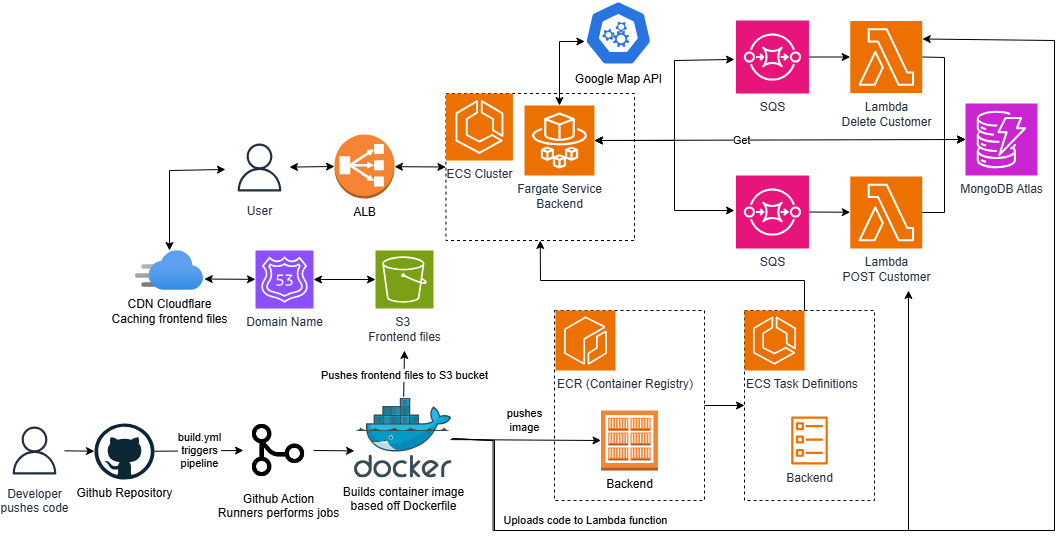 Google Map API
SQS
Lambda
Delete Customer
ECS Cluster
Fargate Service
Backend
Get
MongoDB Atlas
User
ALB
SQS
Lambda
POST Customer
CDN Cloudflare
Caching frontend files
53
Domain Name
S3
Frontend files
Pushes frontend files to S3 bucket
ECR (Container Registry)
ECS Task Definitions
pushes
image
Backend
Backend
build.yml
triggers
pipeline
Developer
pushes code
Github Repository
Github Action
Runners performs jobs
docker
Builds container image
based off Dockerfile
Uploads code to Lambda function